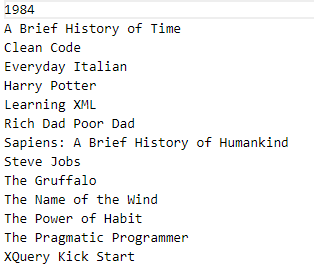 1984
A Brief History of Time
Clean Code
Everyday Italian
Harry Potter
Learning XML
Rich Dad Poor Dad
Sapiens: A Brief History of Humankind
Steve Jobs
The Gruffalo
The Name of the Wind
The Power of Habit
The Pragmatic Programmer
XQuery Kick Start